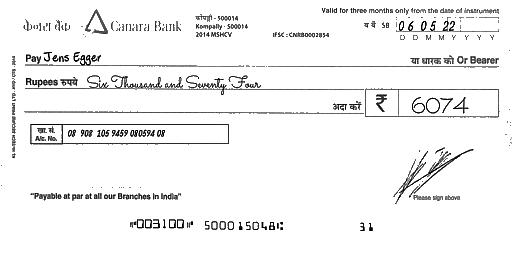 केनरा बैंक Canara Bank
कोंपल्ली - 500014
Kompally - 500014
2014 MSHCV
IFSC : CNRB0002854
Valid for three months only from the date of instrument
SB 06 05 22
D D M M Y Y Y Y
Pay Jens Egger
या धारक को Or Bearer
Rupees रुपये Six Thousand and Seventy Four
अदा करें ₹ 6074
खा. सं.
A/c. No. 08 908 105 9459 080594 08
"Payable at par at all our Branches in India"
Please sign above
⑈003100⑈ 500015048⑆ 31